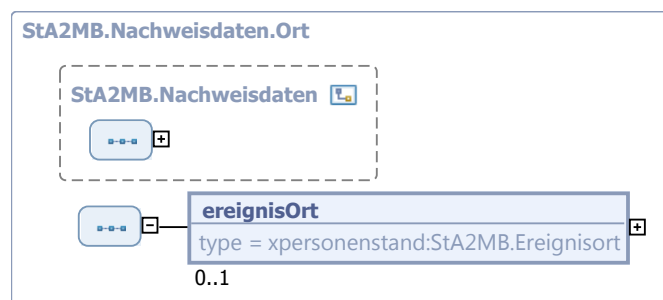 StA2MB.Nachweisdaten.Ort
StA2MB.Nachweisdaten
ereignisOrt
type = xpersonenstand:StA2MB.Ereignisort
0..1